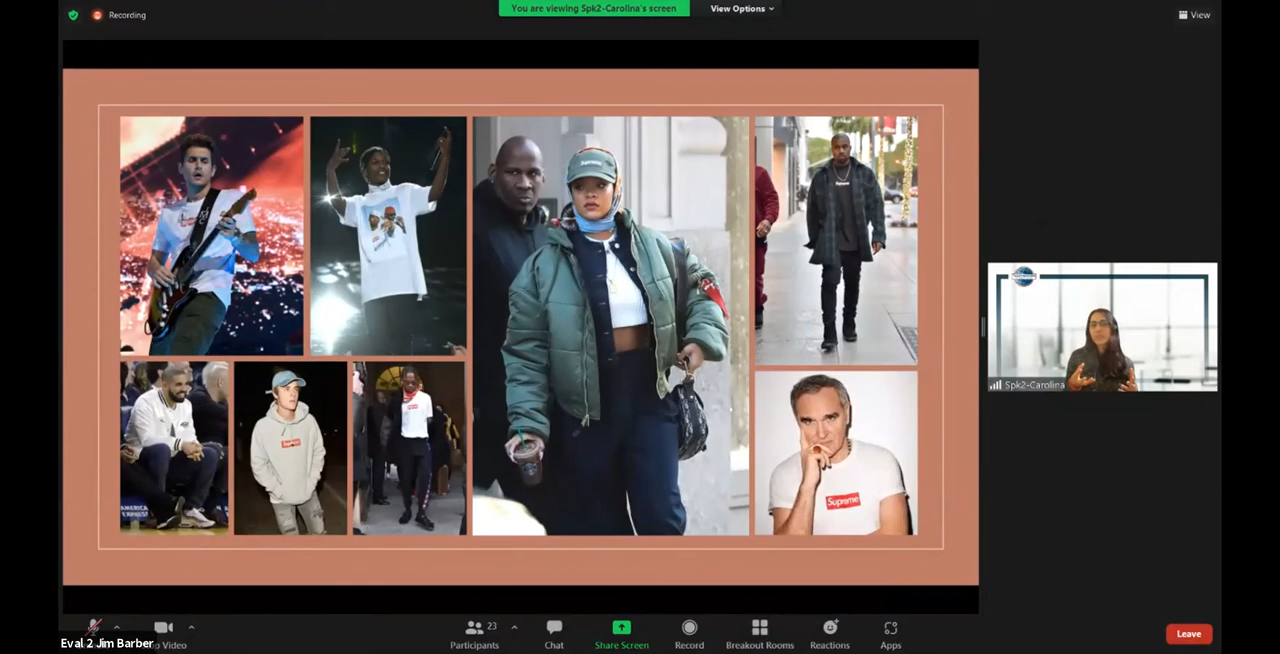 Recording
You are viewing Spk2-Carolina's screen
View Options
View
Supreme
Supreme
Spk2-Carolina
Eval 2 Jim Barber
p Video
23
Participants
Chat
Share Screen
Record
Breakout Rooms
Reactions
Apps
Leave